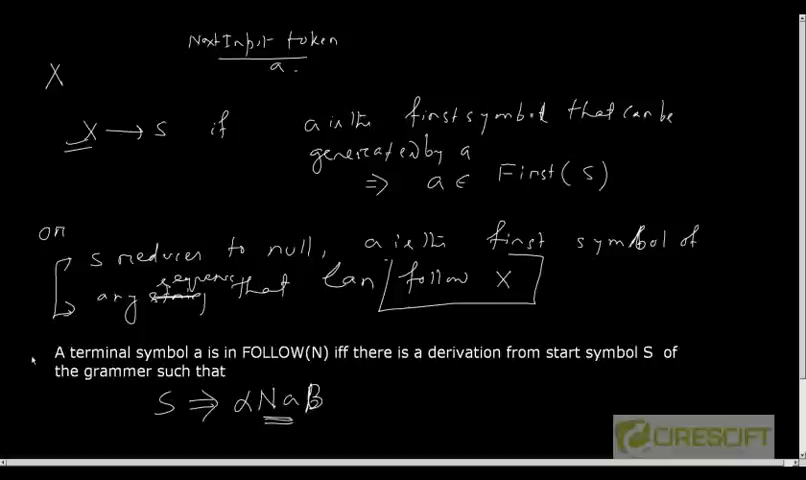 Next Input token
a.
X
X → S if a is the first symbol that can be
generated by a
⇒ a ∈ First(S)
or
S reduces to null, a is the first symbol of
any sequence that can follow X
A terminal symbol a is in FOLLOW(N) iff there is a derivation from start symbol S of
the grammer such that
S ⇒ αNaB